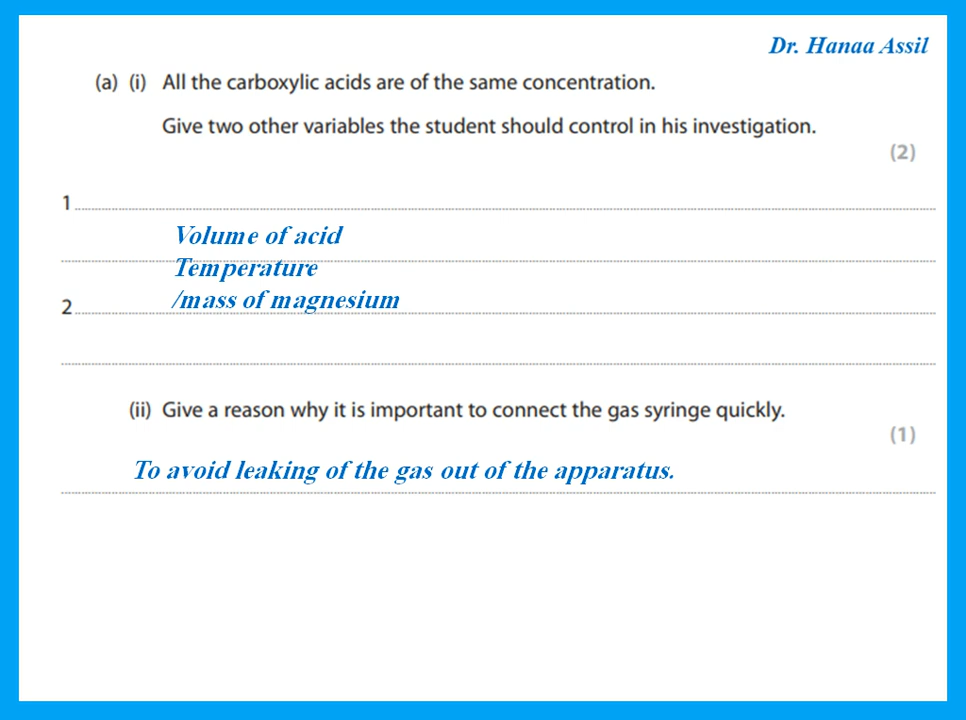 Dr. Hanaa Assil
(a) (i) All the carboxylic acids are of the same concentration.
Give two other variables the student should control in his investigation.
(2)
1
Volume of acid
Temperature
/mass of magnesium
2
(ii) Give a reason why it is important to connect the gas syringe quickly.
(1)
To avoid leaking of the gas out of the apparatus.